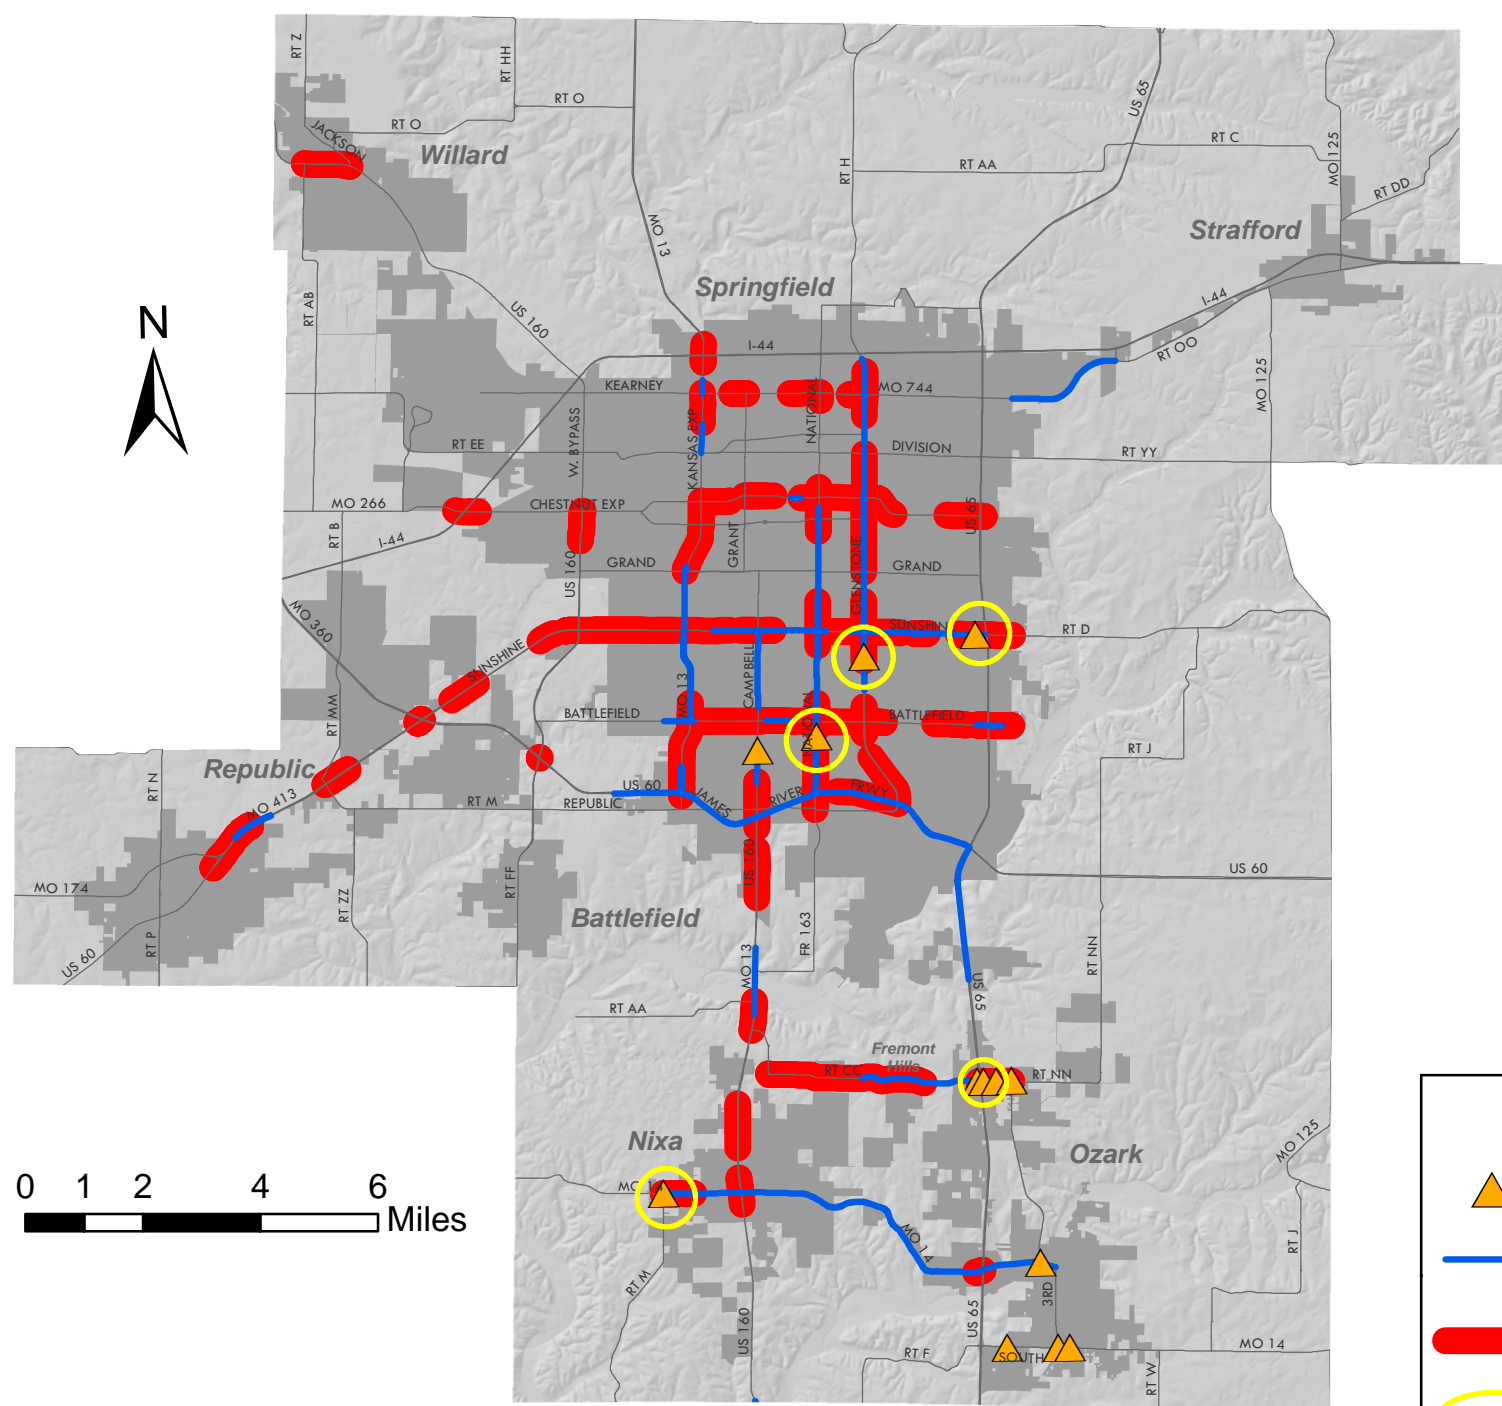 RT Z
RT HH
RT O
RT O
JACKSON
Willard
US 65
RT C
MO 125
RT H
RT AA
RT DD
Strafford
MO 13
Springfield
RT AB
US 160
I-44
I-44
RT OO
N
KEARNEY
MO 744
MO 125
W. BYPASS
KANSAS EXP
NATIONAL
RT EE
DIVISION
RT YY
MO 266
CHESTNUT EXP
US 65
RT B
I-44
GRANT
GRAND
GLENSTONE
GRAND
US 160
MO 360
SUNSHINE
SUNSHIN
RT D
CAMPBELL
MO 13
RT MM
BATTLEFIELD
NATIONAL
BATTLEFIELD
RT J
Republic
RT N
MO 413
RT M
REPUBLIC
US 60
JAMES
RIVER
FRWY
US 160
US 60
MO 174
RT ZZ
RT FF
Battlefield
FR 163
RT P
US 60
MO 13
RT NN
US 65
RT AA
Fremont
Hills
RT CC
RT NN
Nixa
Ozark
MO 125
0 1 2 4 6
Miles
MO 14
MO 14
RT J
RT M
3RD
US 160
US 65
RT F
SOUTH
MO 14
RT W